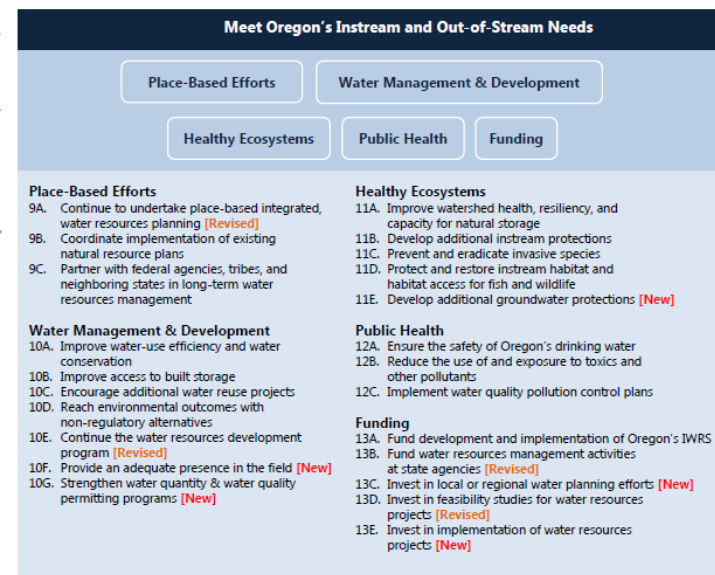 Meet Oregon's Instream and Out-of-Stream Needs
Place-Based Efforts
Water Management & Development
Healthy Ecosystems
Public Health
Funding
Place-Based Efforts
9A. Continue to undertake place-based integrated,
water resources planning [Revised]
9B. Coordinate implementation of existing
natural resource plans
9C. Partner with federal agencies, tribes, and
neighboring states in long-term water
resources management
Water Management & Development
10A. Improve water-use efficiency and water
conservation
10B. Improve access to built storage
10C. Encourage additional water reuse projects
10D. Reach environmental outcomes with
non-regulatory alternatives
10E. Continue the water resources development
program [Revised]
10F. Provide an adequate presence in the field [New]
10G. Strengthen water quantity & water quality
permitting programs [New]
Healthy Ecosystems
11A. Improve watershed health, resiliency, and
capacity for natural storage
11B. Develop additional instream protections
11C. Prevent and eradicate invasive species
11D. Protect and restore instream habitat and
habitat access for fish and wildlife
11E. Develop additional groundwater protections [New]
Public Health
12A. Ensure the safety of Oregon's drinking water
12B. Reduce the use of and exposure to toxics and
other pollutants
12C. Implement water quality pollution control plans
Funding
13A. Fund development and implementation of Oregon's IWRS
13B. Fund water resources management activities
at state agencies [Revised]
13C. Invest in local or regional water planning efforts [New]
13D. Invest in feasibility studies for water resources
projects [Revised]
13E. Invest in implementation of water resources
projects [New]